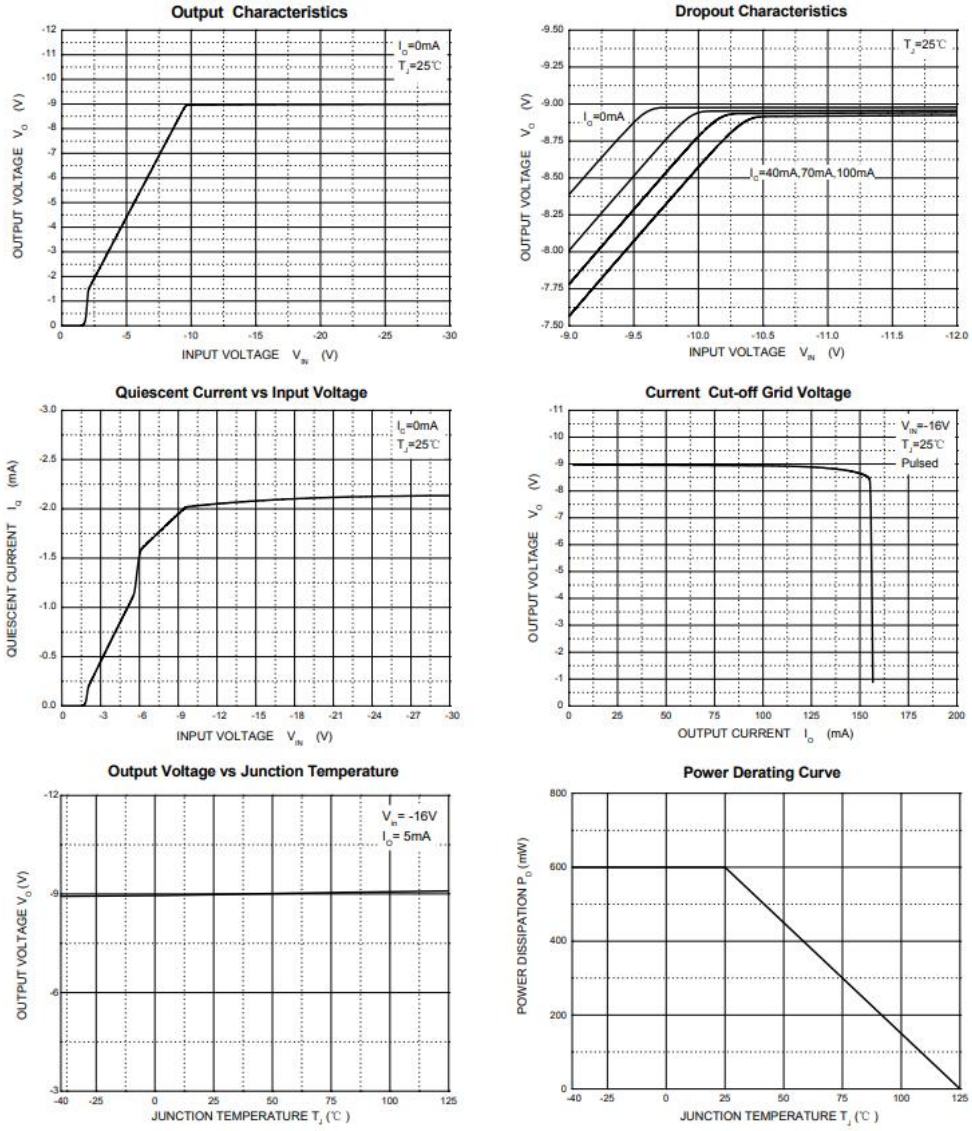 Output Characteristics
-12
-11
-10
-9
-8
-7
-6
-5
-4
-3
-2
-1
0
0 -5 -10 -15 -20 -25 -30
OUTPUT VOLTAGE V_O (V)
INPUT VOLTAGE V_IN (V)
I_O=0mA
T_J=25℃
Dropout Characteristics
-9.50
-9.25
-9.00
-8.75
-8.50
-8.25
-8.00
-7.75
-7.50
-9.0 -9.5 -10.0 -10.5 -11.0 -11.5 -12.0
OUTPUT VOLTAGE V_O (V)
INPUT VOLTAGE V_IN (V)
T_J=25℃
I_O=0mA
I_O=40mA,70mA,100mA
Quiescent Current vs Input Voltage
-3.0
-2.5
-2.0
-1.5
-1.0
-0.5
0.0
0 -3 -6 -9 -12 -15 -18 -21 -24 -27 -30
QUIESCENT CURRENT I_Q (mA)
INPUT VOLTAGE V_IN (V)
I_O=0mA
T_J=25℃
Current Cut-off Grid Voltage
-11
-10
-9
-8
-7
-6
-5
-4
-3
-2
-1
0
0 25 50 75 100 125 150 175 200
OUTPUT VOLTAGE V_O (V)
OUTPUT CURRENT I_O (mA)
V_IN=-16V
T_J=25℃
Pulsed
Output Voltage vs Junction Temperature
-12
-9
-6
-3
-40 -25 0 25 50 75 100 125
OUTPUT VOLTAGE V_O (V)
JUNCTION TEMPERATURE T_J (℃)
V_in= -16V
I_O= 5mA
Power Derating Curve
800
600
400
200
0
-40 -25 0 25 50 75 100 125
POWER DISSIPATION P_D (mW)
JUNCTION TEMPERATURE T_J (℃)